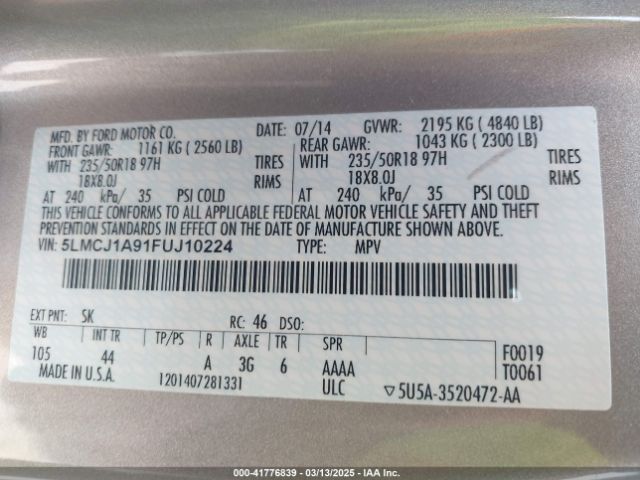 MFD. BY FORD MOTOR CO. DATE: 07/14 GVWR: 2195 KG ( 4840 LB)
FRONT GAWR: 1161 KG ( 2560 LB) REAR GAWR: 1043 KG ( 2300 LB)
WITH 235/50R18 97H TIRES WITH 235/50R18 97H TIRES
18X8.0J RIMS 18X8.0J RIMS
AT 240 kPa/ 35 PSI COLD AT 240 kPa/ 35 PSI COLD
THIS VEHICLE CONFORMS TO ALL APPLICABLE FEDERAL MOTOR VEHICLE SAFETY AND THEFT
PREVENTION STANDARDS IN EFFECT ON THE DATE OF MANUFACTURE SHOWN ABOVE.
VIN: 5LMCJ1A91FUJ10224 TYPE: MPV
EXT PNT: SK RC: 46 DSO:
WB INT TR TP/PS R AXLE TR SPR F0019
105 44 A 3G 6 AAAA T0061
MADE IN U.S.A. 1201407281331 ULC ▽5U5A-3520472-AA
00-41776839 / 03/13/2025 - IAA Inc.